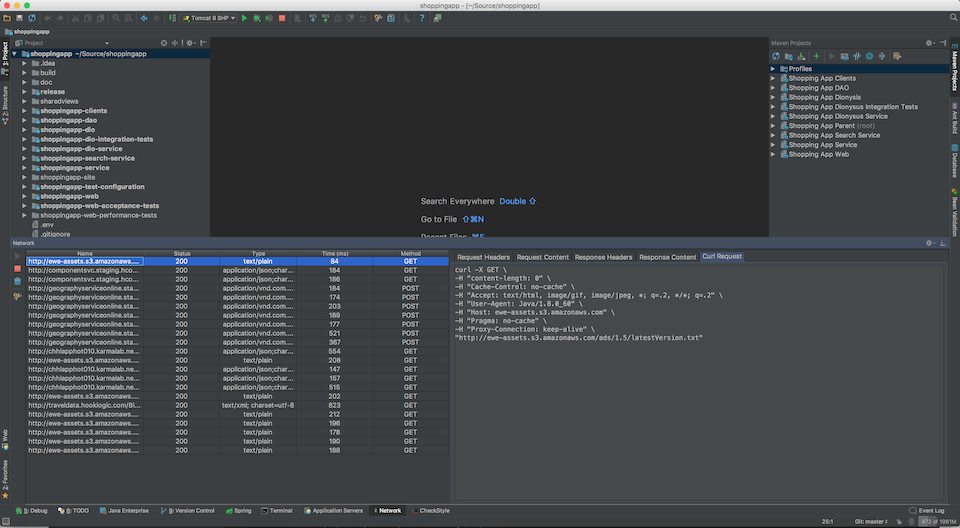 shoppingapp - [~/Source/shoppingapp]
Tomcat 8 SHP
shoppingapp
Project
shoppingapp ~/Source/shoppingapp
.idea
build
doc
release
sharedviews
shoppingapp-clients
shoppingapp-dao
shoppingapp-dio
shoppingapp-dio-integration-tests
shoppingapp-dio-service
shoppingapp-search-service
shoppingapp-service
shoppingapp-site
shoppingapp-test-configuration
shoppingapp-web
shoppingapp-web-acceptance-tests
shoppingapp-web-performance-tests
.env
.gitignore
1: Project
7: Structure
Web
2: Favorites
Search Everywhere Double ⇧
Go to File ⇧⌘N
Recent Files ⌘E
Maven Projects
Profiles
Shopping App Clients
Shopping App DAO
Shopping App Dionysis
Shopping App Dionysus Integration Tests
Shopping App Dionysus Service
Shopping App Parent (root)
Shopping App Search Service
Shopping App Service
Shopping App Web
Maven Projects
Ant Build
Database
Bean Validation
Network
Name Status Type Time (ms) Method
http://ewe-assets.s3.amazonaws.... 200 text/plain 84 GET
http://componentsvc.staging.hco... 200 application/json;char... 184 GET
http://componentsvc.staging.hco... 200 application/json;char... 186 GET
http://geographyserviceonline.sta... 200 application/vnd.com.... 184 POST
http://geographyserviceonline.sta... 200 application/vnd.com.... 174 POST
http://geographyserviceonline.sta... 200 application/vnd.com.... 203 POST
http://geographyserviceonline.sta... 200 application/vnd.com.... 189 POST
http://geographyserviceonline.sta... 200 application/vnd.com.... 177 POST
http://geographyserviceonline.sta... 200 application/vnd.com.... 521 POST
http://geographyserviceonline.sta... 200 application/vnd.com.... 367 POST
http://chhlapphot010.karmalab.ne... 200 application/json;char... 554 GET
http://ewe-assets.s3.amazonaws.... 200 text/plain 208 GET
http://chhlapphot010.karmalab.ne... 200 application/json;char... 147 GET
http://chhlapphot010.karmalab.ne... 200 application/json;char... 157 GET
http://chhlapphot010.karmalab.ne... 200 application/json;char... 515 GET
http://ewe-assets.s3.amazonaws.... 200 text/plain 202 GET
http://traveldata.hooklogic.com/Bi... 200 text/xml; charset=utf-8 823 GET
http://ewe-assets.s3.amazonaws.... 200 text/plain 212 GET
http://ewe-assets.s3.amazonaws.... 200 text/plain 196 GET
http://ewe-assets.s3.amazonaws.... 200 text/plain 178 GET
http://ewe-assets.s3.amazonaws.... 200 text/plain 190 GET
http://ewe-assets.s3.amazonaws.... 200 text/plain 188 GET
Request Headers Request Content Response Headers Response Content Curl Request
curl -X GET \
-H "content-length: 0" \
-H "Cache-Control: no-cache" \
-H "Accept: text/html, image/gif, image/jpeg, *; q=.2, */*; q=.2" \
-H "User-Agent: Java/1.8.0_60" \
-H "Host: ewe-assets.s3.amazonaws.com" \
-H "Pragma: no-cache" \
-H "Proxy-Connection: keep-alive" \
"http://ewe-assets.s3.amazonaws.com/ads/1.5/latestVersion.txt"
5: Debug 6: TODO Java Enterprise 9: Version Control Spring Terminal Application Servers Network CheckStyle Event Log
25:1 Git: master 472 of 1981M